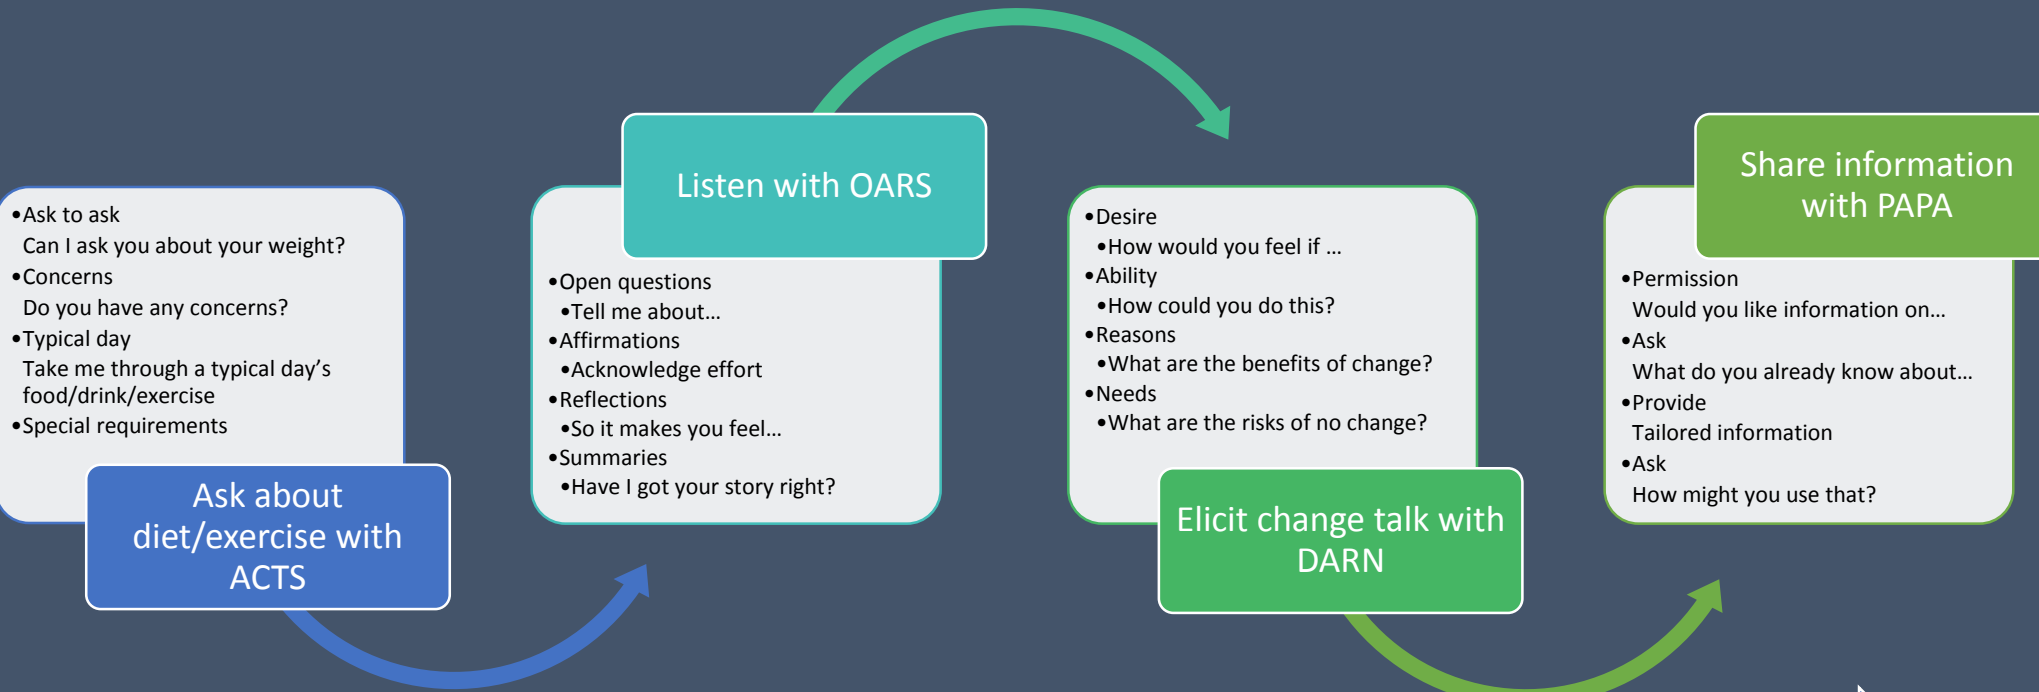 •Ask to ask
Can I ask you about your weight?
•Concerns
Do you have any concerns?
•Typical day
Take me through a typical day’s
food/drink/exercise
•Special requirements
Ask about
diet/exercise with
ACTS
Listen with OARS
•Open questions
•Tell me about…
•Affirmations
•Acknowledge effort
•Reflections
•So it makes you feel…
•Summaries
•Have I got your story right?
•Desire
•How would you feel if …
•Ability
•How could you do this?
•Reasons
•What are the benefits of change?
•Needs
•What are the risks of no change?
Elicit change talk with
DARN
Share information
with PAPA
•Permission
Would you like information on…
•Ask
What do you already know about…
•Provide
Tailored information
•Ask
How might you use that?